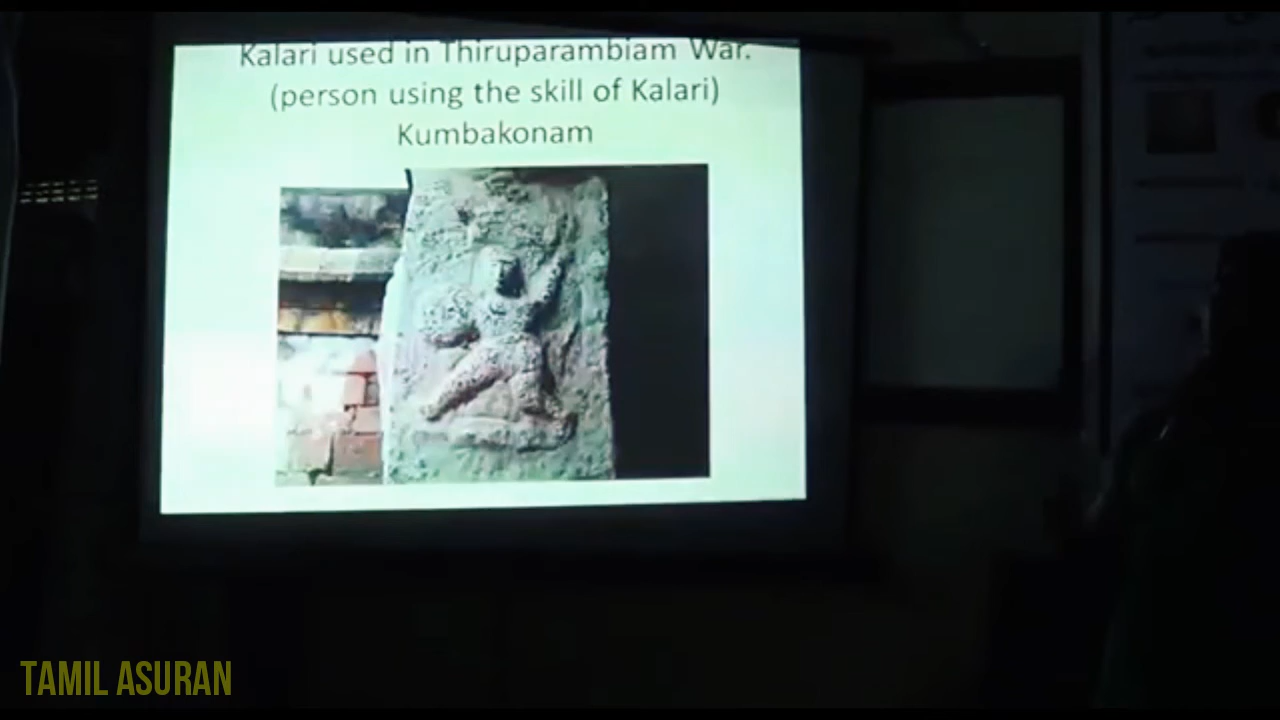 Kalari used in Thiruparambiam War.
(person using the skill of Kalari)
Kumbakonam
TAMIL ASURAN